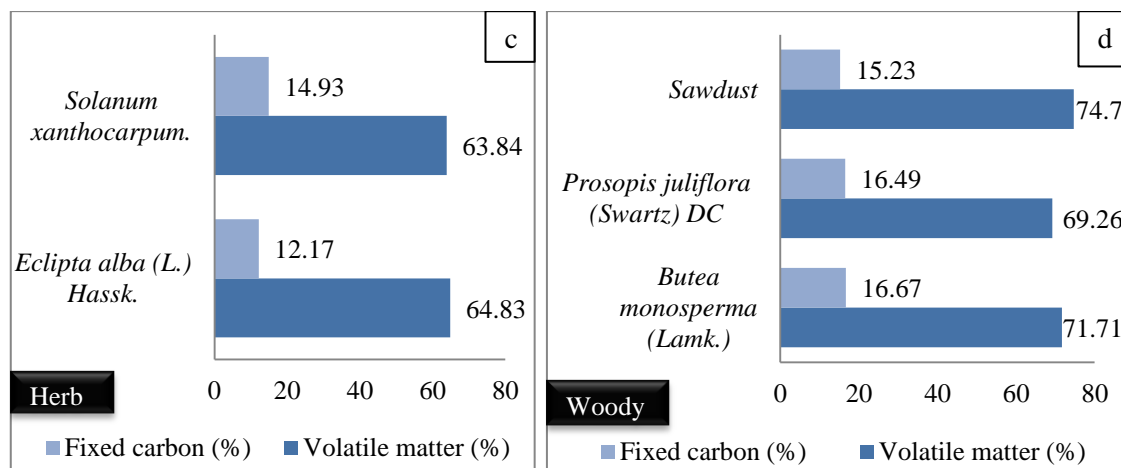 c
Solanum
xanthocarpum.
14.93
63.84
Eclipta alba (L.)
Hassk.
12.17
64.83
0 20 40 60 80
Herb
Fixed carbon (%) Volatile matter (%)
d
Sawdust
15.23
74.7
Prosopis juliflora
(Swartz) DC
16.49
69.26
Butea
monosperma
(Lamk.)
16.67
71.71
0 20 40 60 80
Woody
Fixed carbon (%) Volatile matter (%)